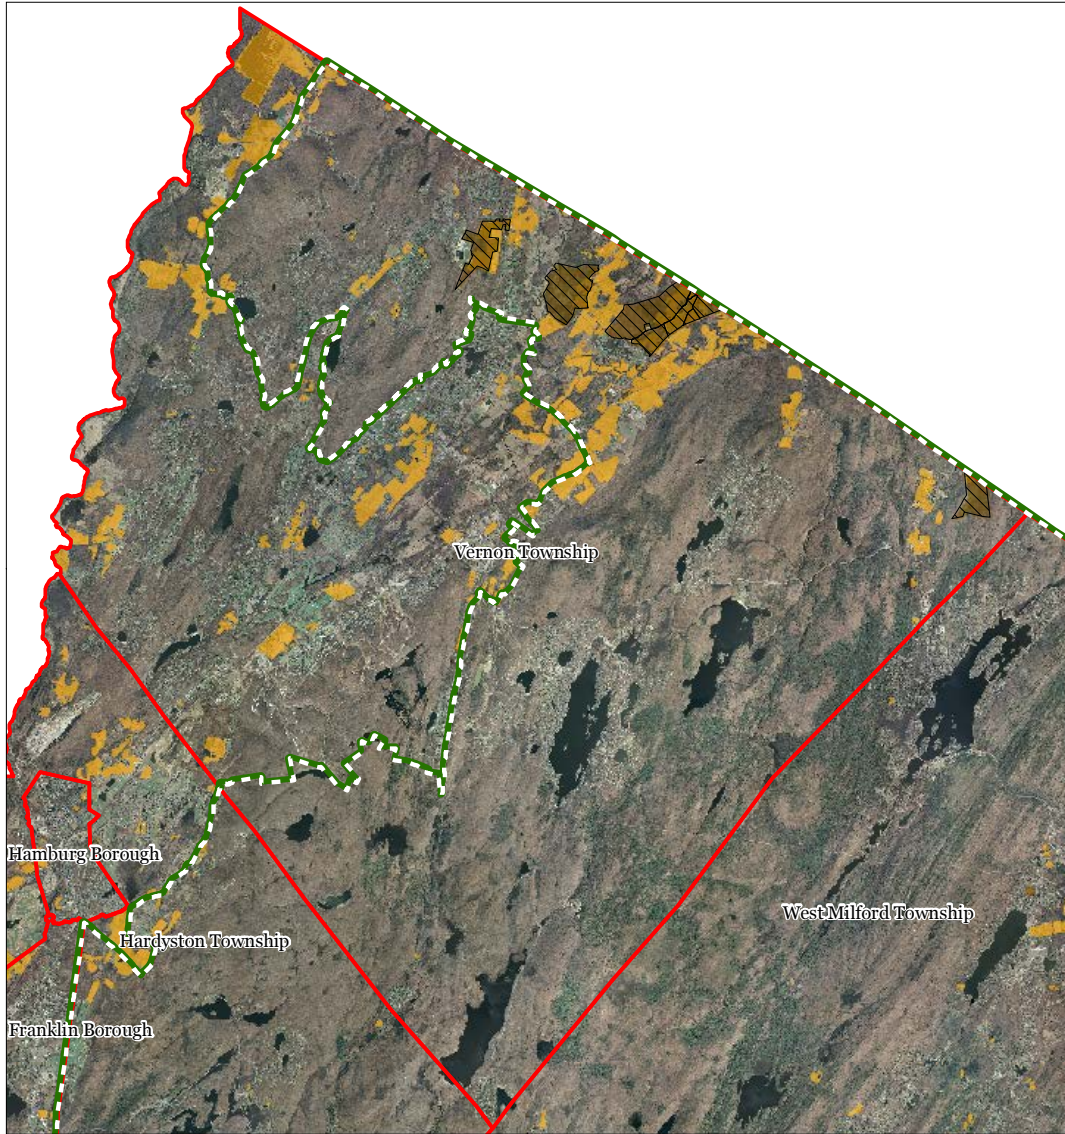 Vernon Township
Hamburg Borough
West Milford Township
Hardyston Township
Franklin Borough